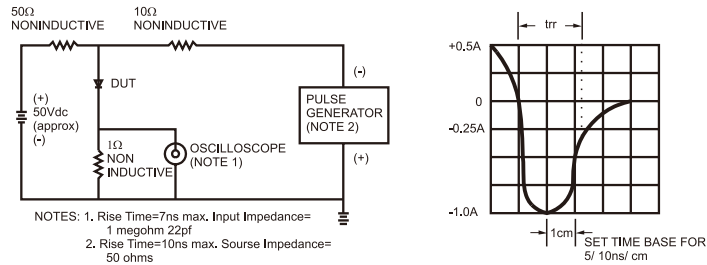 50Ω
NONINDUCTIVE
10Ω
NONINDUCTIVE
DUT
(+)
50Vdc
(approx)
(-)
1Ω
NON
INDUCTIVE
OSCILLOSCOPE
(NOTE 1)
(-)
PULSE
GENERATOR
(NOTE 2)
(+)
NOTES: 1. Rise Time=7ns max. Input Impedance=
1 megohm 22pf
2. Rise Time=10ns max. Sourse Impedance=
50 ohms
trr
+0.5A
0
-0.25A
-1.0A
1cm
SET TIME BASE FOR
5/ 10ns/ cm